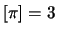 [π] = 3